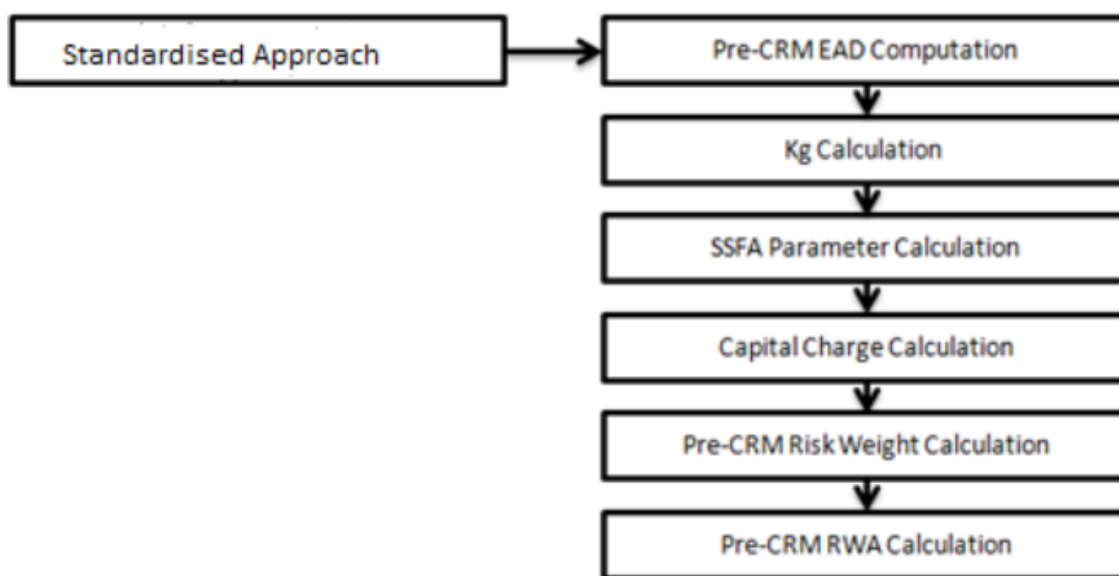 Standardised Approach
Pre-CRM EAD Computation
Kg Calculation
SSFA Parameter Calculation
Capital Charge Calculation
Pre-CRM Risk Weight Calculation
Pre-CRM RWA Calculation